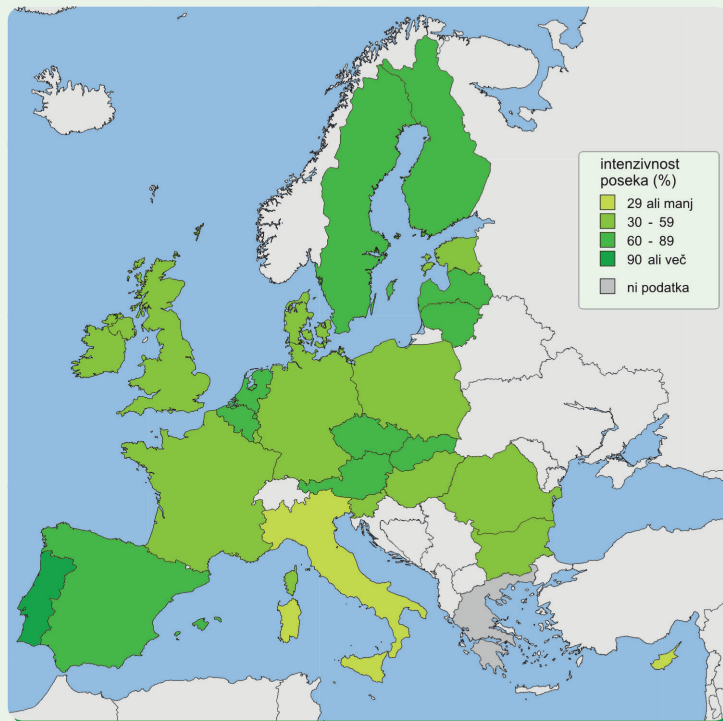 intenzivnost
poseka (%)
29 ali manj
30 - 59
60 - 89
90 ali več
ni podatka